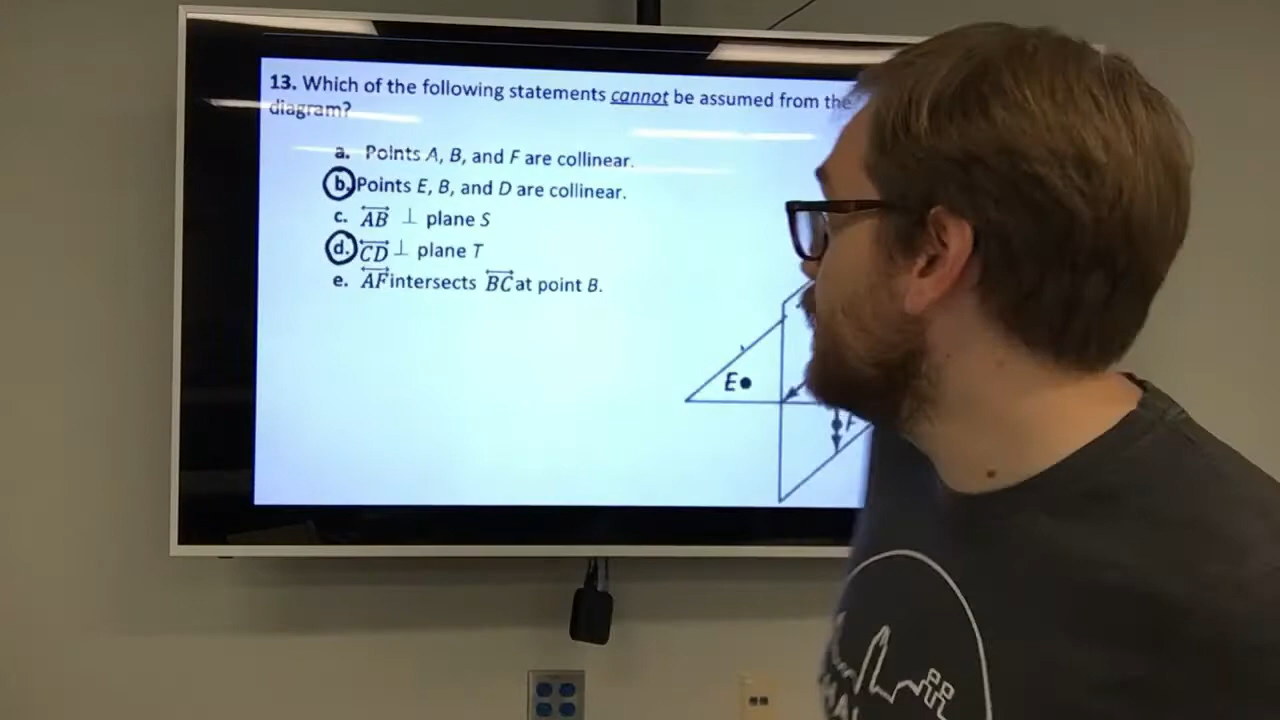 13. Which of the following statements cannot be assumed from the
diagram?
a. Points A, B, and F are collinear.
b. Points E, B, and D are collinear.
c. AB ⊥ plane S
d. CD ⊥ plane T
e. AF intersects BC at point B.
E